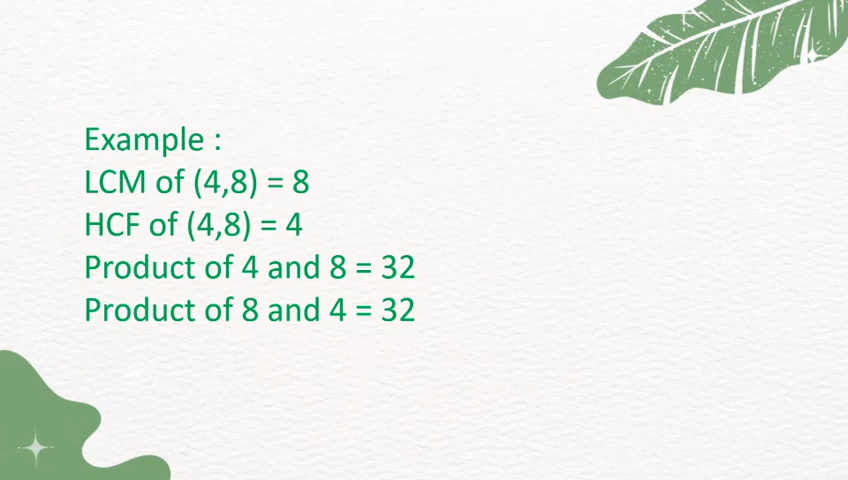 Example :
LCM of (4,8) = 8
HCF of (4,8) = 4
Product of 4 and 8 = 32
Product of 8 and 4 = 32